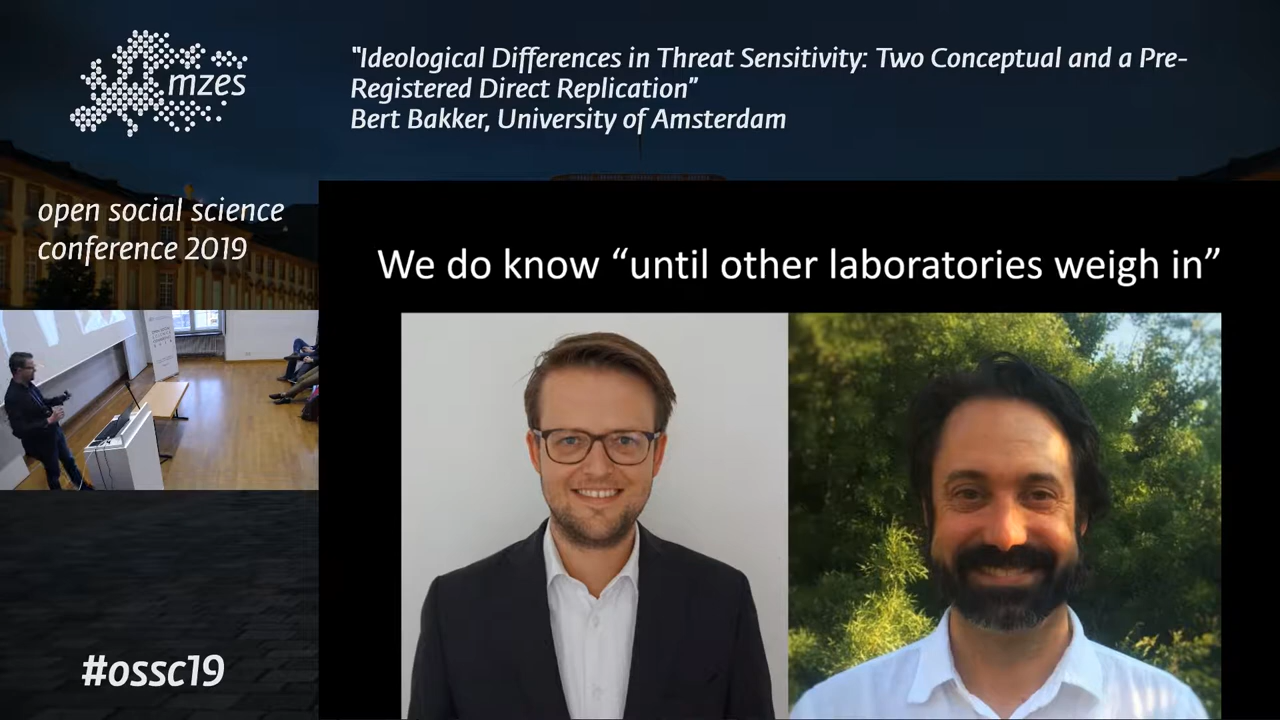 mzes
"Ideological Differences in Threat Sensitivity: Two Conceptual and a Pre-
Registered Direct Replication"
Bert Bakker, University of Amsterdam
open social science
conference 2019
We do know “until other laboratories weigh in”
#ossc19